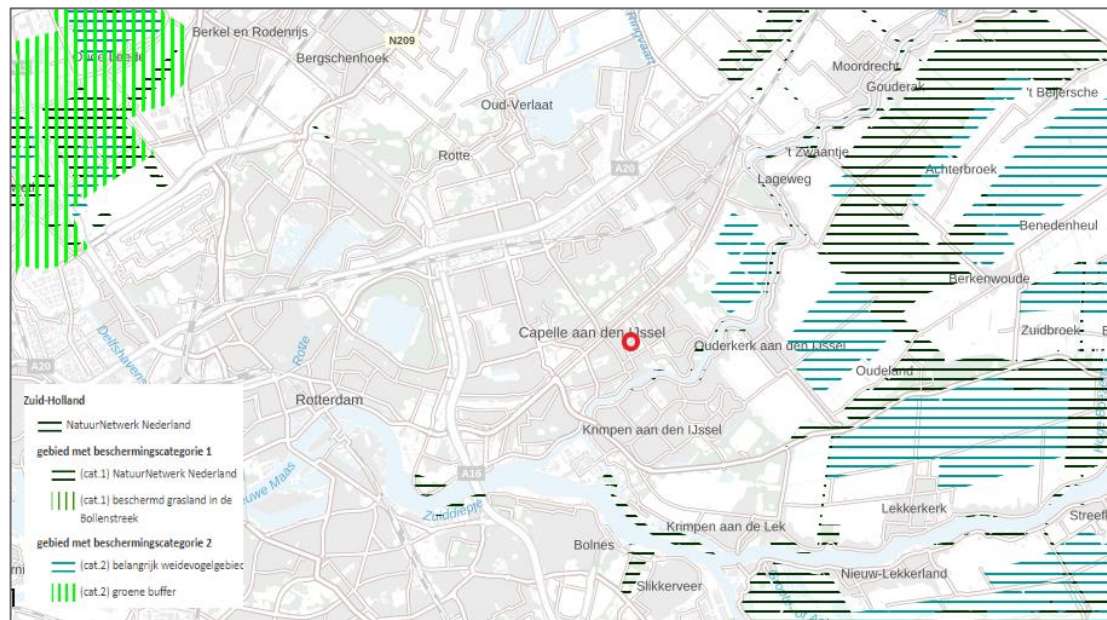 Berkel en Rodenrijs
N209
Ringvaart
Oude Leede
Bergschenhoek
Moordrecht
Gouderak
't Beijersche
Oud-Verlaat
Rotte
't Zwaantje
A20
Lageweg
Achterbroek
Benedenheul
Berkenwoude
Capelle aan den IJssel
Ouderkerk aan den IJssel
Zuidbroek
Delfshavens
Rotte
A20
Oudeland
Rotterdam
Krimpen aan den IJssel
A16
Zuiddiepje
Lekkerkerk
Krimpen aan de Lek
Bolnes
Nieuw-Lekkerland
Slikkerveer
Zuid-Holland
NatuurNetwerk Nederland
gebied met beschermingscategorie 1
(cat.1) NatuurNetwerk Nederland
(cat.1) beschermd grasland in de
Bollenstreek
gebied met beschermingscategorie 2
(cat.2) belangrijk weidevogelgebied
(cat.2) groene buffer